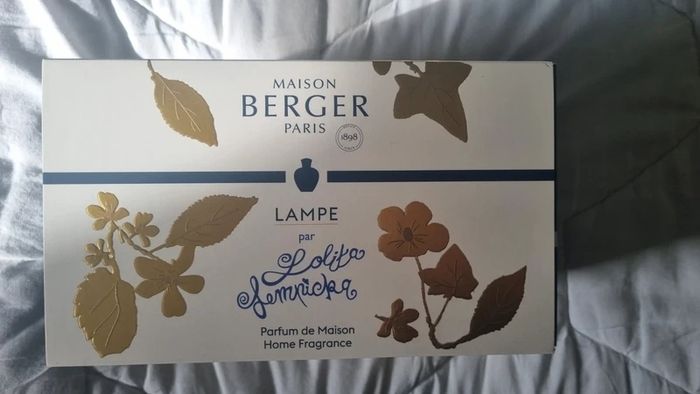 MAISON
BERGER
PARIS
1898
LAMPE
par
Lolita
Lempicka
Parfum de Maison
Home Fragrance